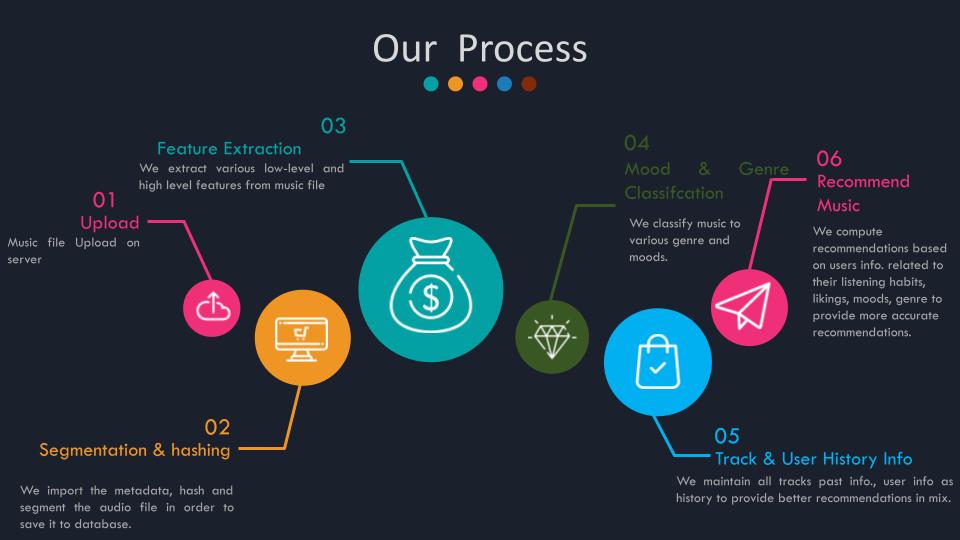 Our Process
01
Upload
Music file Upload on
server
02
Segmentation & hashing
We import the metadata, hash and
segment the audio file in order to
save it to database.
03
Feature Extraction
We extract various low-level and
high level features from music file
$
04
Mood & Genre
Classifcation
We classify music to
various genre and
moods.
05
Track & User History Info
We maintain all tracks past info., user info as
history to provide better recommendations in mix.
06
Recommend
Music
We compute
recommendations based
on users info. related to
their listening habits,
likings, moods, genre to
provide more accurate
recommendations.